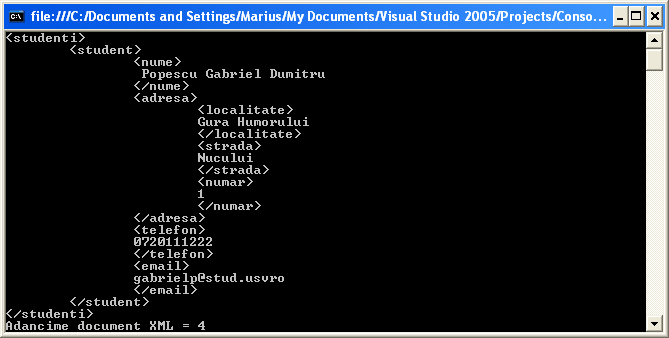 file:///C:/Documents and Settings/Marius/My Documents/Visual Studio 2005/Projects/Conso...
<studenti>
<student>
<nume>
Popescu Gabriel Dumitru
</nume>
<adresa>
<localitate>
Gura Humorului
</localitate>
<strada>
Nucului
</strada>
<numar>
1
</numar>
</adresa>
<telefon>
0720111222
</telefon>
<email>
gabrielp@stud.usvro
</email>
</student>
</studenti>
Adancime document XML = 4